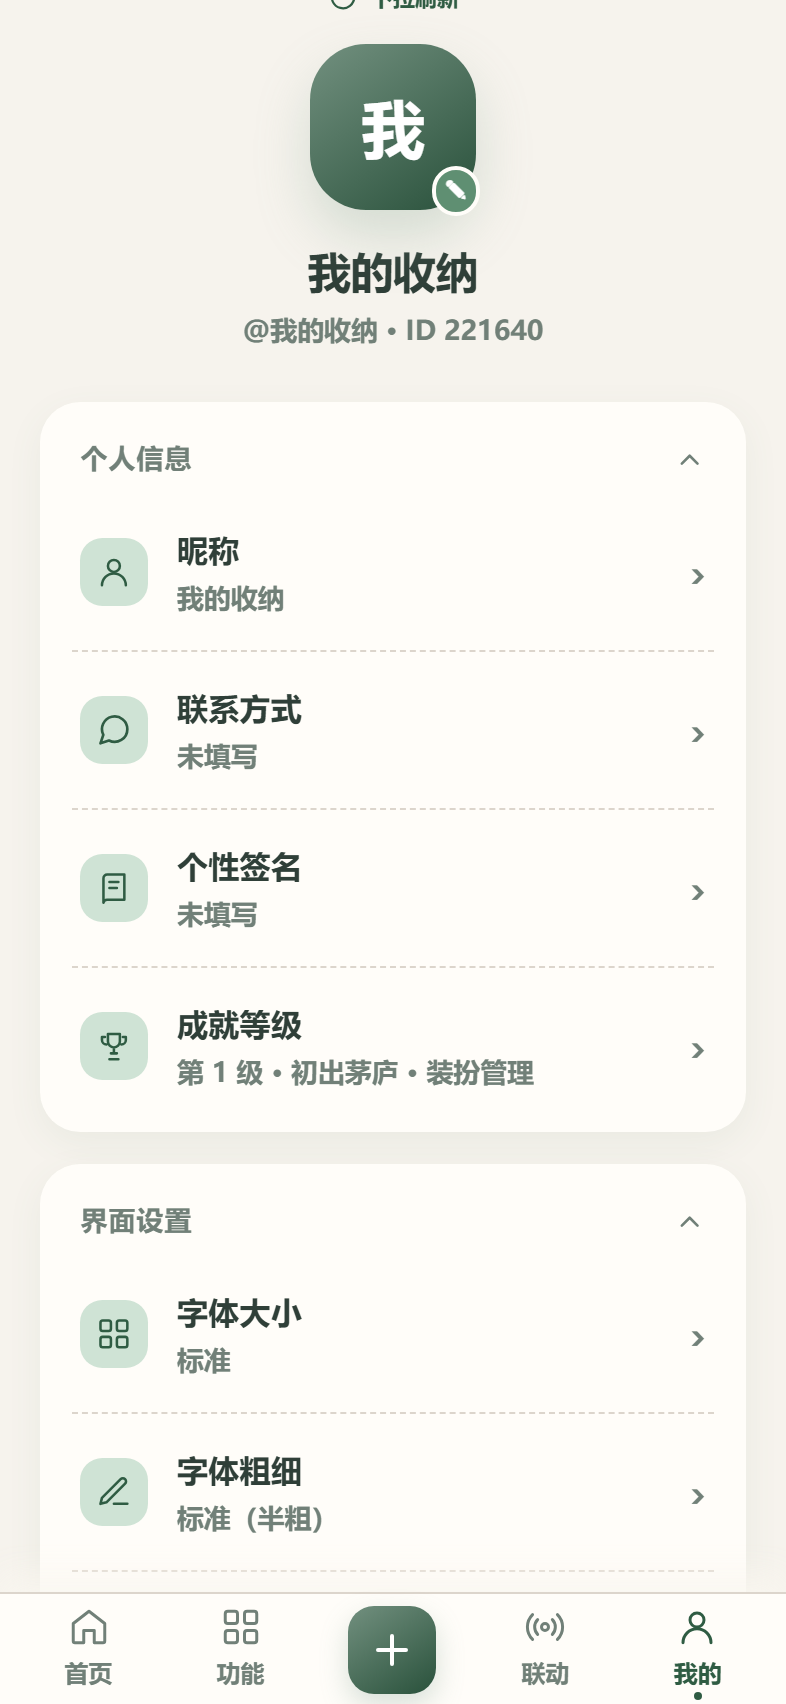 下拉刷新
我
我的收纳
@我的收纳 • ID 221640
个人信息
昵称
我的收纳
联系方式
未填写
个性签名
未填写
成就等级
第 1 级 • 初出茅庐 • 装扮管理
界面设置
字体大小
标准
字体粗细
标准（半粗）
首页
功能
联动
我的